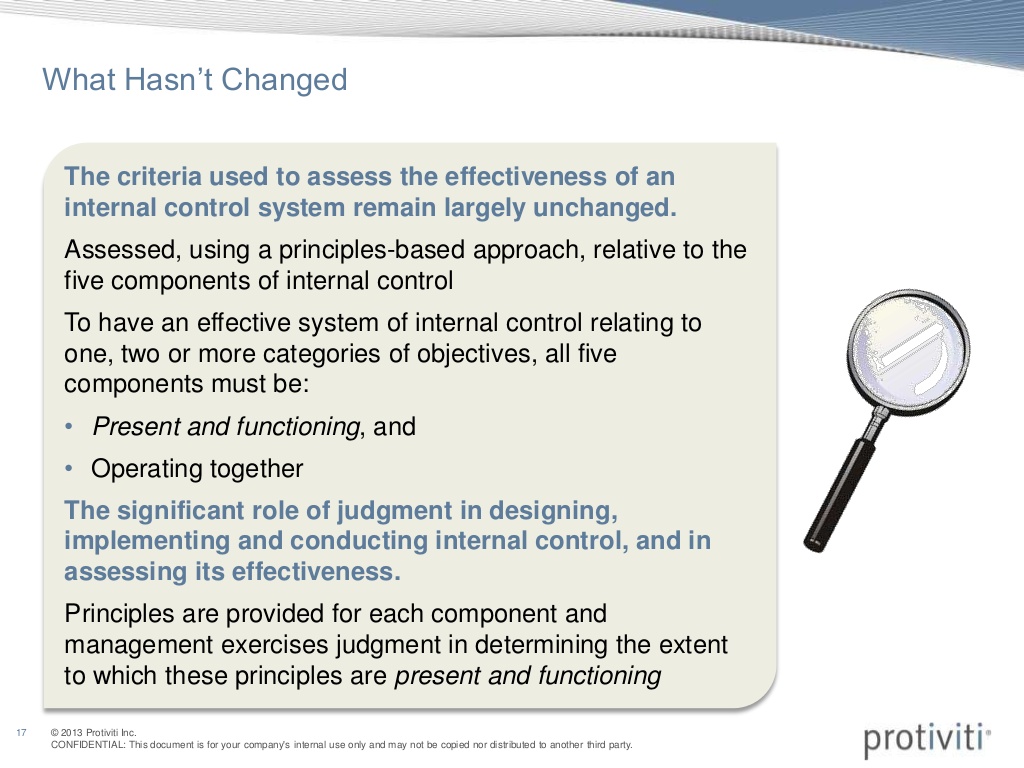 What Hasn’t Changed
The criteria used to assess the effectiveness of an
internal control system remain largely unchanged.
Assessed, using a principles-based approach, relative to the
five components of internal control
To have an effective system of internal control relating to
one, two or more categories of objectives, all five
components must be:
• Present and functioning, and
• Operating together
The significant role of judgment in designing,
implementing and conducting internal control, and in
assessing its effectiveness.
Principles are provided for each component and
management exercises judgment in determining the extent
to which these principles are present and functioning
17
© 2013 Protiviti Inc.
CONFIDENTIAL: This document is for your company's internal use only and may not be copied nor distributed to another third party.
protiviti®